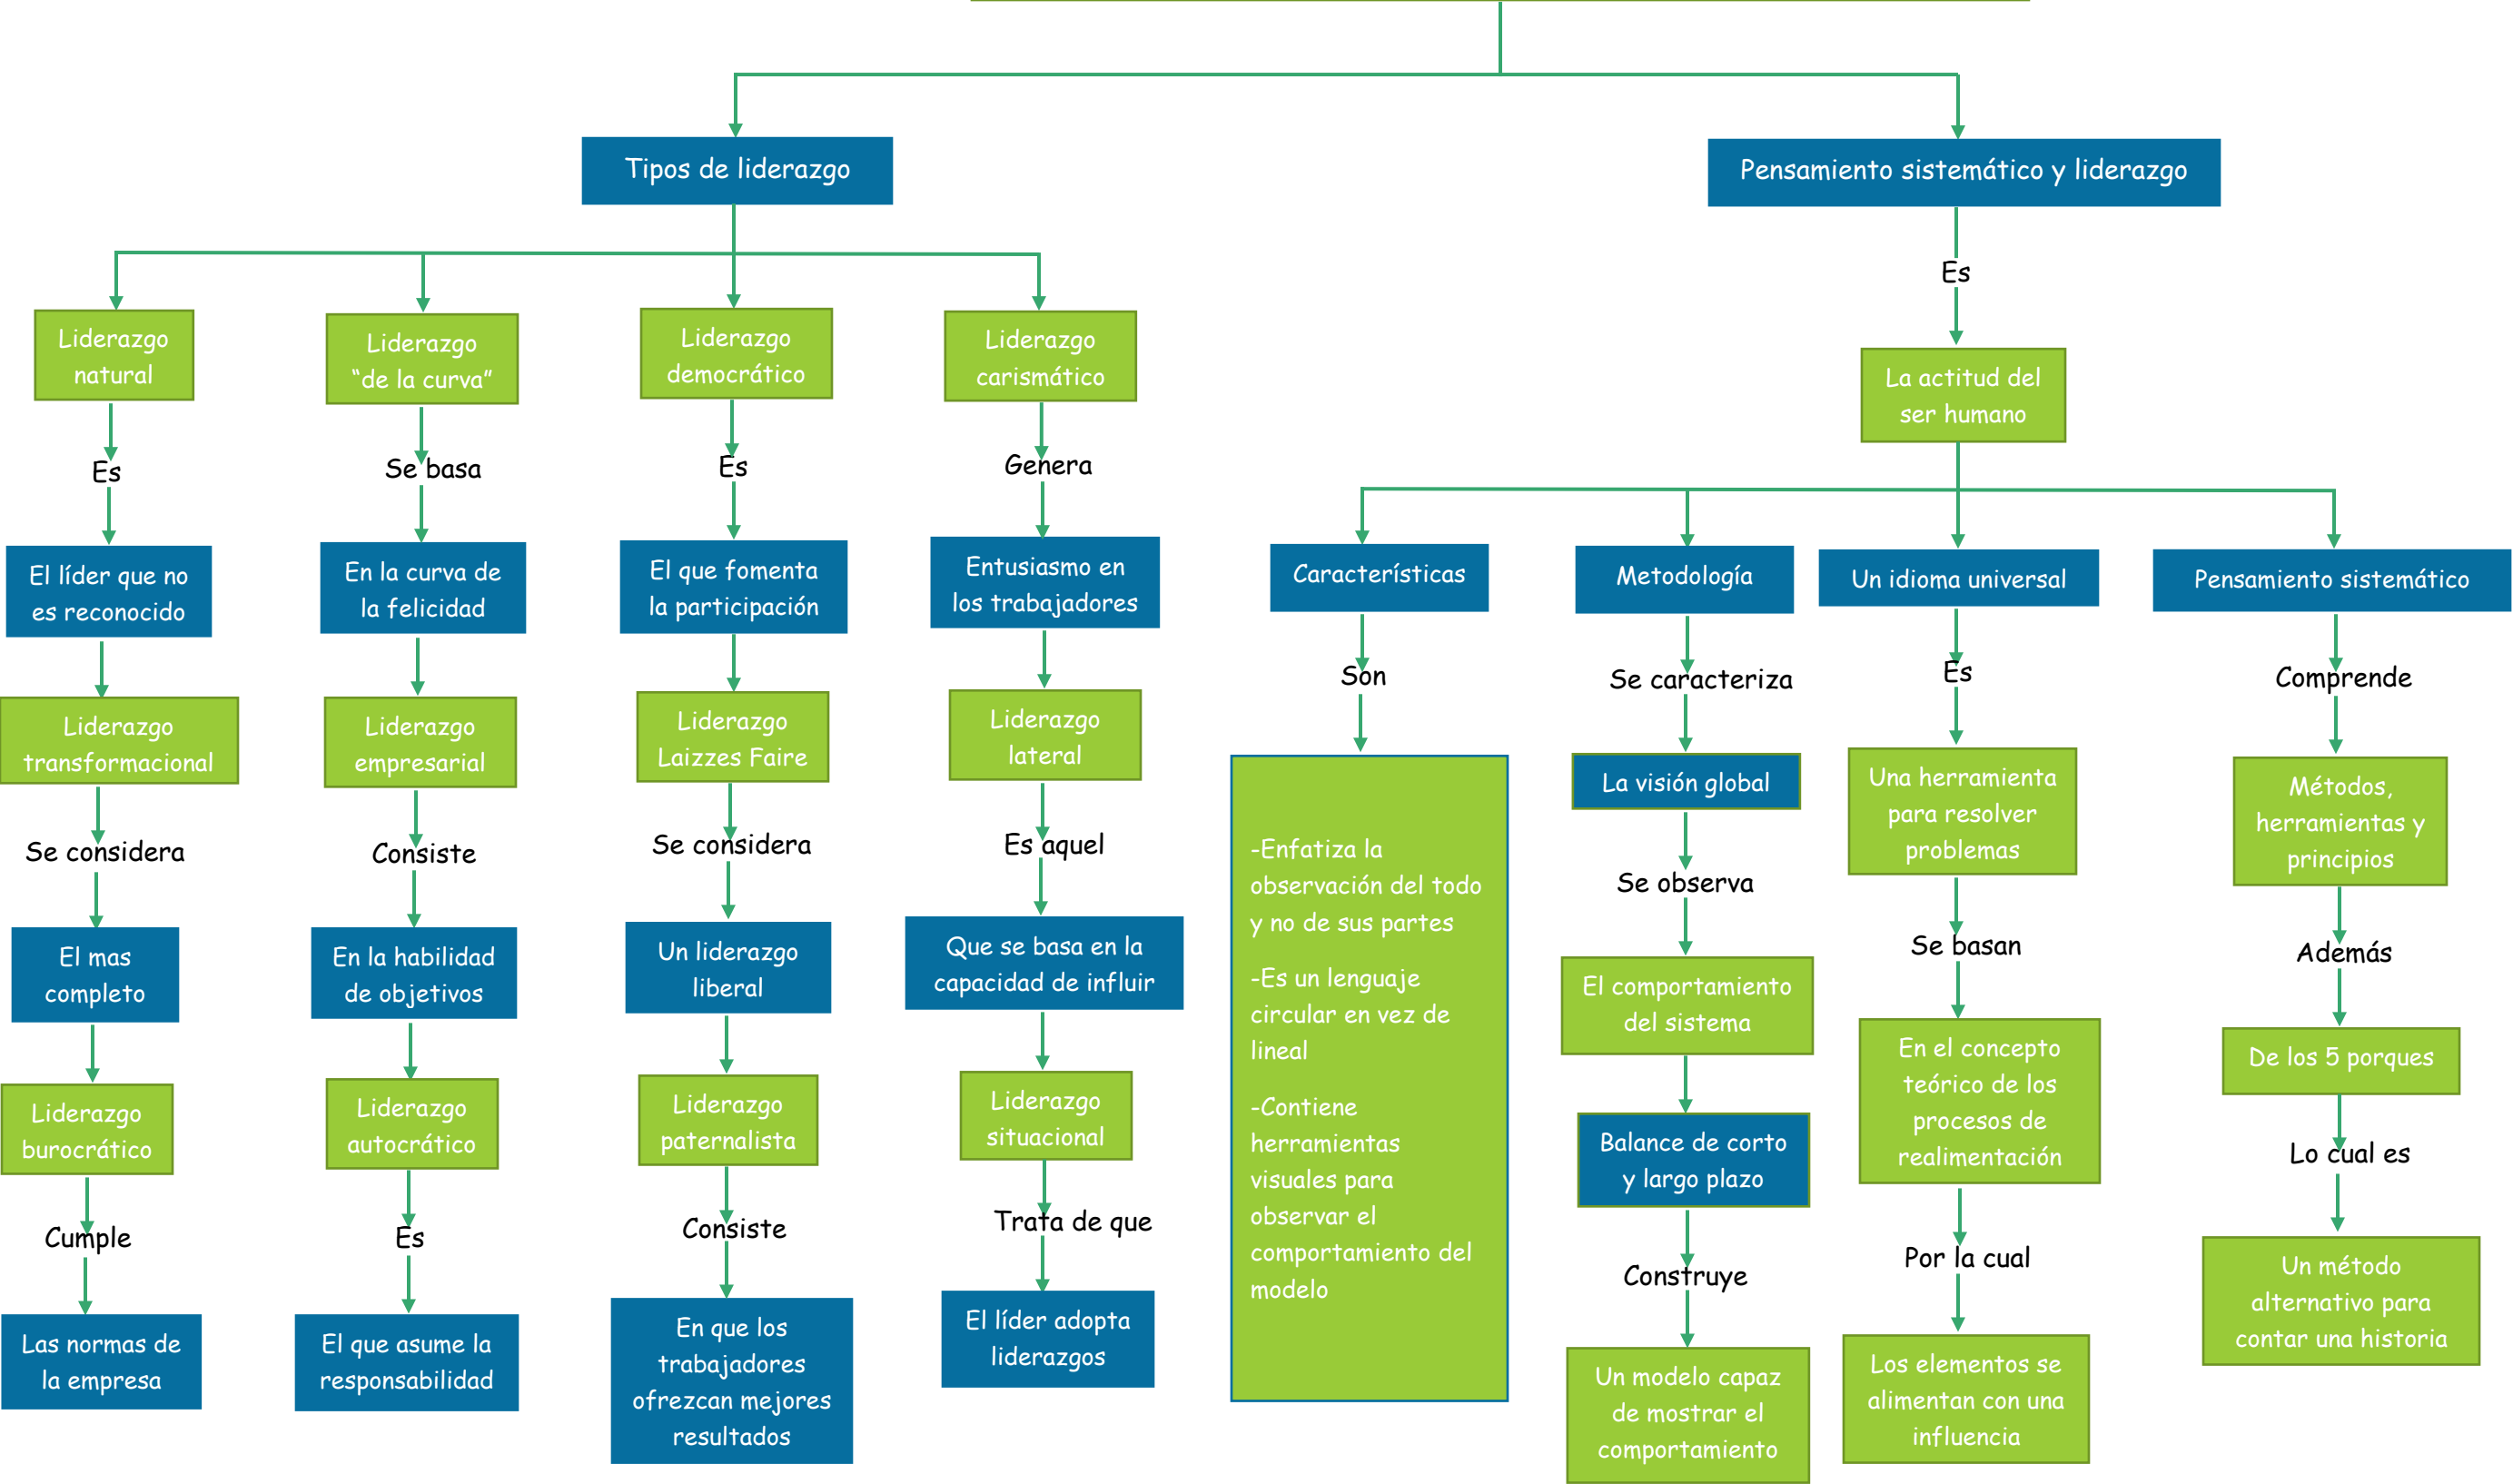 Tipos de liderazgo
Pensamiento sistemático y liderazgo
Liderazgo
natural
Es
El líder que no
es reconocido
Liderazgo
transformacional
Se considera
El mas
completo
Liderazgo
burocrático
Cumple
Las normas de
la empresa
Liderazgo
“de la curva”
Se basa
En la curva de
la felicidad
Liderazgo
empresarial
Consiste
En la habilidad
de objetivos
Liderazgo
autocrático
Es
El que asume la
responsabilidad
Liderazgo
democrático
Es
El que fomenta
la participación
Liderazgo
Laizzes Faire
Se considera
Un liderazgo
liberal
Liderazgo
paternalista
Consiste
En que los
trabajadores
ofrezcan mejores
resultados
Liderazgo
carismático
Genera
Entusiasmo en
los trabajadores
Liderazgo
lateral
Es aquel
Que se basa en la
capacidad de influir
Liderazgo
situacional
Trata de que
El líder adopta
liderazgos
Es
La actitud del
ser humano
Características
Son
-Enfatiza la
observación del todo
y no de sus partes
-Es un lenguaje
circular en vez de
lineal
-Contiene
herramientas
visuales para
observar el
comportamiento del
modelo
Metodología
Se caracteriza
La visión global
Se observa
El comportamiento
del sistema
Balance de corto
y largo plazo
Construye
Un modelo capaz
de mostrar el
comportamiento
Un idioma universal
Es
Una herramienta
para resolver
problemas
Se basan
En el concepto
teórico de los
procesos de
realimentación
Por la cual
Los elementos se
alimentan con una
influencia
Pensamiento sistemático
Comprende
Métodos,
herramientas y
principios
Además
De los 5 porques
Lo cual es
Un método
alternativo para
contar una historia